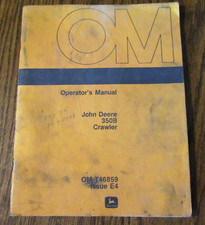 OM
Operator's Manual
John Deere
350B
Crawler
OM-T46859
Issue E4